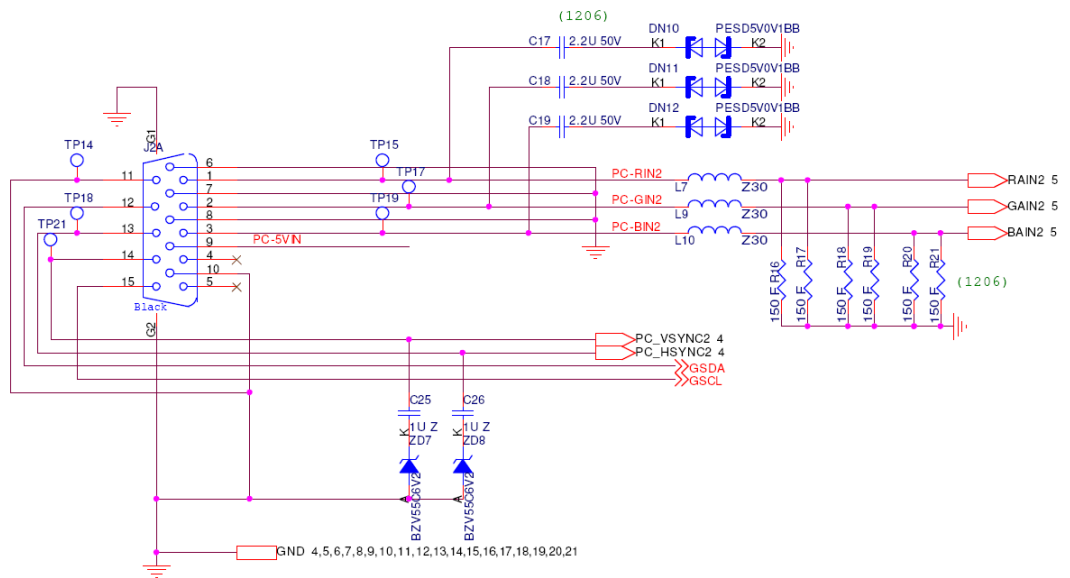 (1206)
DN10 PESD5V0V1BB
C17 2.2U 50V K1 K2
DN11 PESD5V0V1BB
C18 2.2U 50V K1 K2
DN12 PESD5V0V1BB
C19 2.2U 50V K1 K2
G1
J2A
TP14 TP15
6
11 1 PC-RIN2 L7 Z30 RAIN2 5
TP17
7
TP18 TP19
12 2 PC-GIN2 L9 Z30 GAIN2 5
8
TP21
13 3 PC-BIN2 L10 Z30 BAIN2 5
9 PC-5VIN
14 4
10
15 5
Black
G2
150 F R16
R17
150 F R18
R19
150 F R20
150 F R21
(1206)
PC_VSYNC2 4
PC_HSYNC2 4
GSDA
GSCL
C25 C26
1U Z 1U Z
K K
ZD7 ZD8
A A
BZV55C6V2 BZV55C6V2
GND 4,5,6,7,8,9,10,11,12,13,14,15,16,17,18,19,20,21